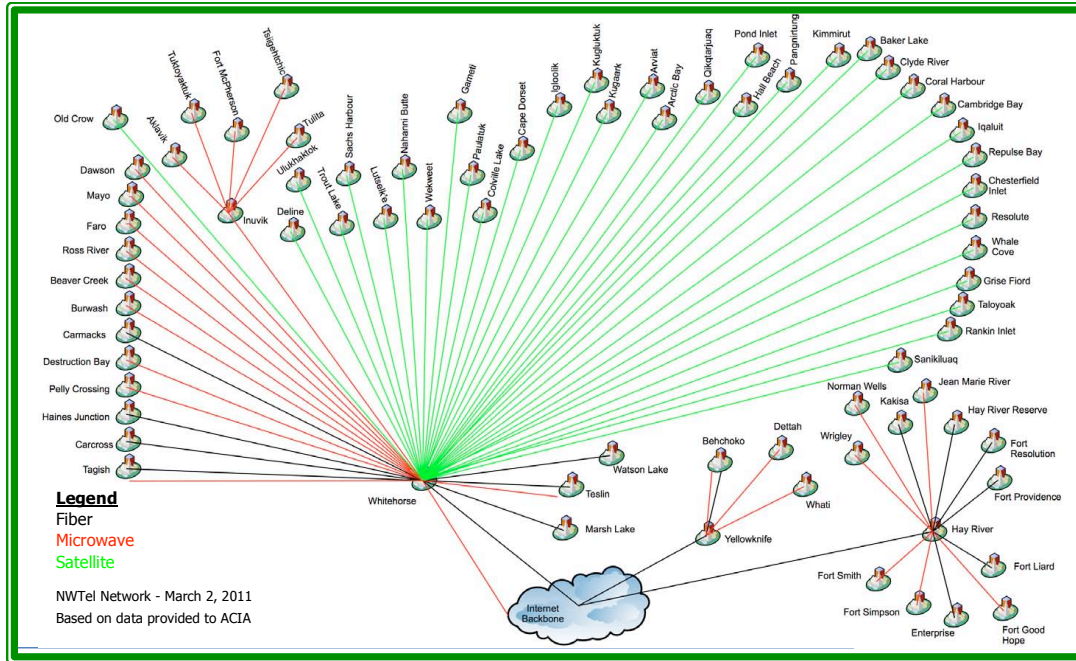 Old Crow
Tuktoyaktuk
Fort McPherson
Tsiigehtchic
Aklavik
Tulita
Inuvik
Ulukhaktok
Deline
Trout Lake
Sachs Harbour
Lutselk'e
Nahanni Butte
Wekweet
Gameti
Paulatuk
Colville Lake
Cape Dorset
Igloolik
Kugluktuk
Kugaark
Arviat
Arctic Bay
Qikqtarjuaq
Pond Inlet
Hall Beach
Pangnirtung
Kimmirut
Baker Lake
Clyde River
Coral Harbour
Cambridge Bay
Iqaluit
Repulse Bay
Chesterfield
Inlet
Resolute
Whale
Cove
Grise Fiord
Taloyoak
Rankin Inlet
Sanikiluaq
Dawson
Mayo
Faro
Ross River
Beaver Creek
Burwash
Carmacks
Destruction Bay
Pelly Crossing
Haines Junction
Carcross
Tagish
Whitehorse
Watson Lake
Teslin
Marsh Lake
Behchoko
Dettah
Whati
Yellowknife
Norman Wells
Jean Marie River
Kakisa
Hay River Reserve
Wrigley
Fort
Resolution
Fort Providence
Hay River
Fort Liard
Fort Smith
Fort Simpson
Enterprise
Fort Good
Hope
Internet
Backbone
Legend
Fiber
Microwave
Satellite
NWTel Network - March 2, 2011
Based on data provided to ACIA